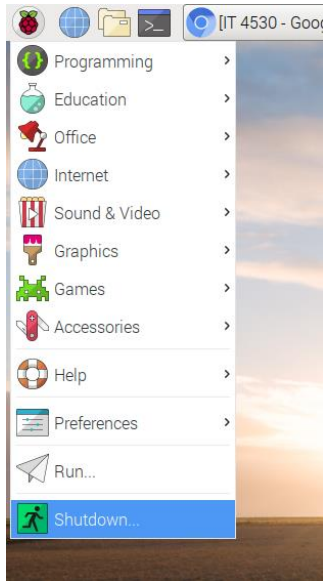 [IT 4530 - Goog
Programming
Education
Office
Internet
Sound & Video
Graphics
Games
Accessories
Help
Preferences
Run...
Shutdown...